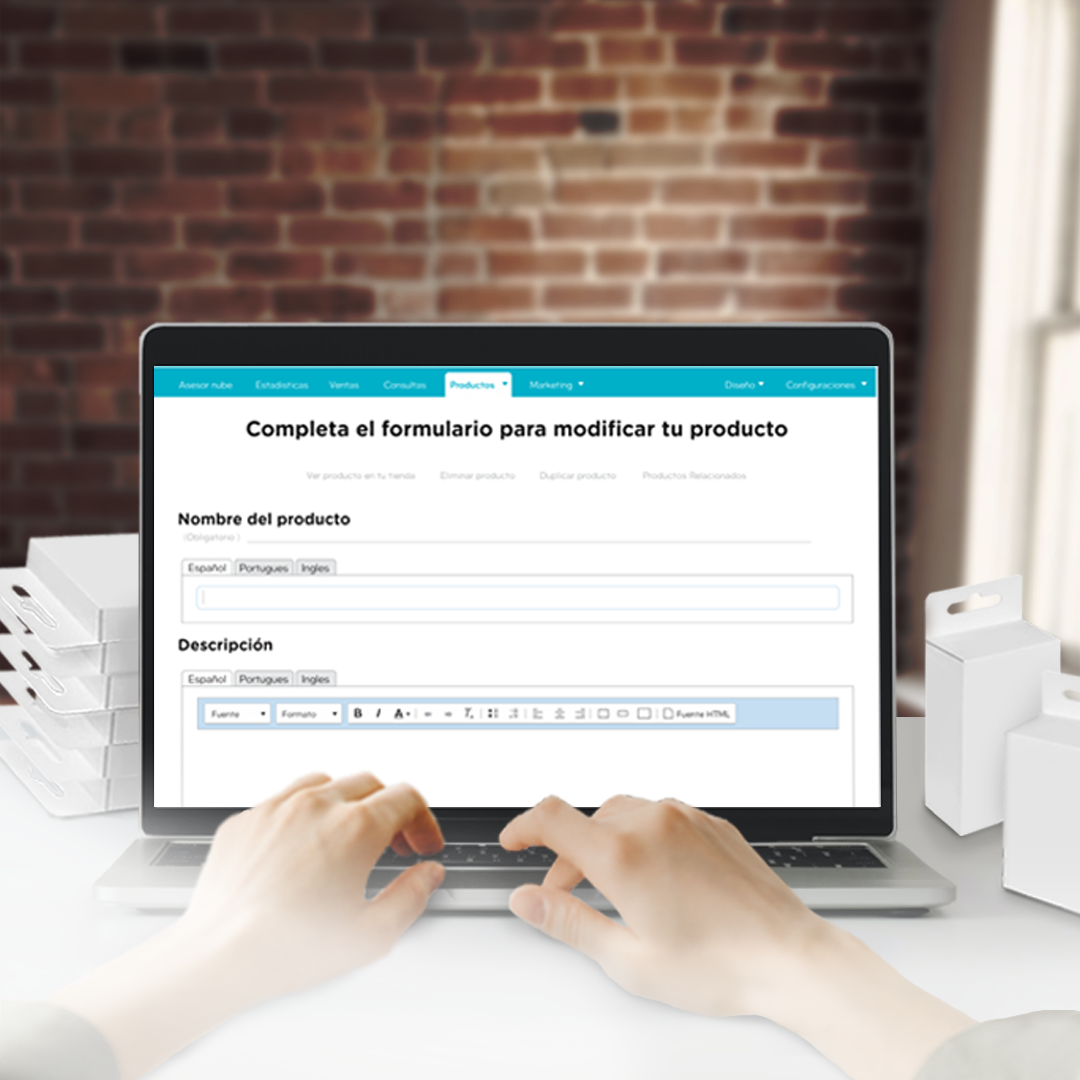 Asesor nube Estadisticas Ventas Consultas Productos Marketing Diseño Configuraciones
Completa el formulario para modificar tu producto
Ver producto en tu tienda Eliminar producto Duplicar producto Productos Relacionados
Nombre del producto
(Obligatorio )
Español Portugues Ingles
Descripción
Español Portugues Ingles
Fuente Formato B I A Tx Fuente HTML